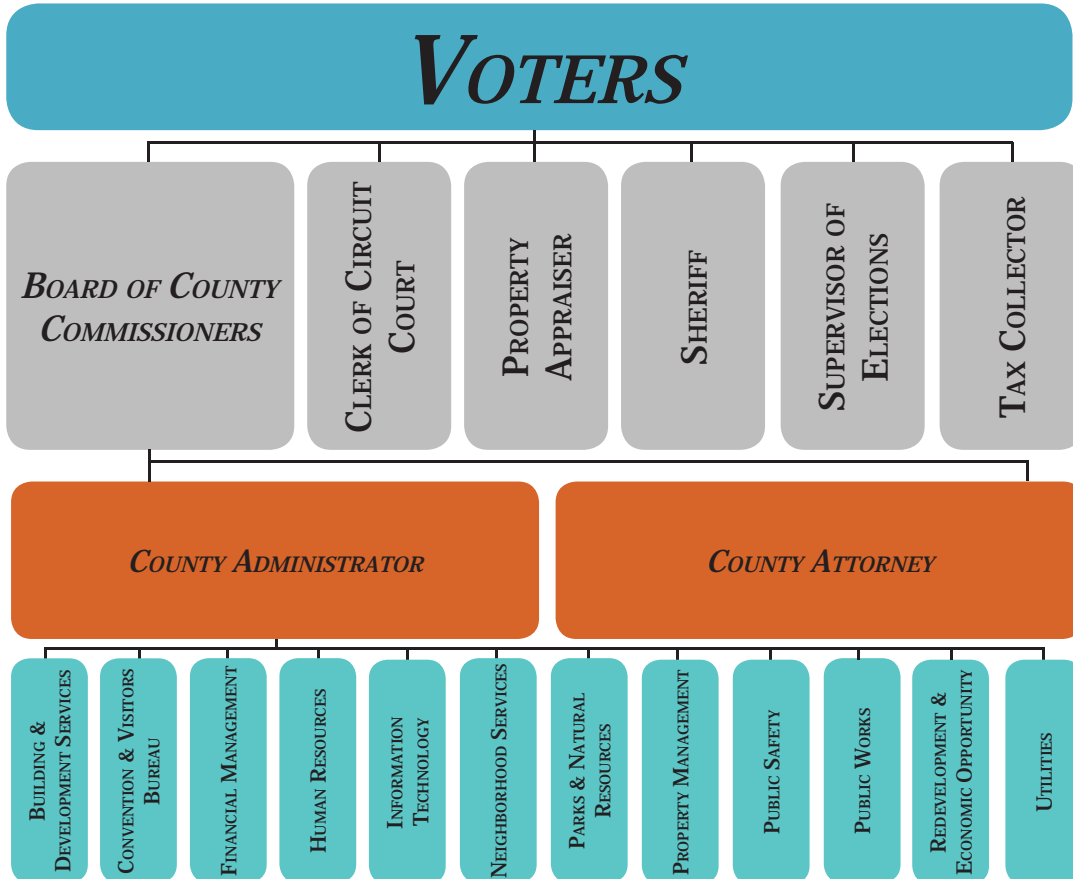 Voters
Board of County
Commissioners
Clerk of Circuit
Court
Property
Appraiser
Sheriff
Supervisor of
Elections
Tax Collector
County Administrator
County Attorney
Building &
Development Services
Convention & Visitors
Bureau
Financial Management
Human Resources
Information
Technology
Neighborhood Services
Parks & Natural
Resources
Property Management
Public Safety
Public Works
Redevelopment &
Economic Opportunity
Utilities